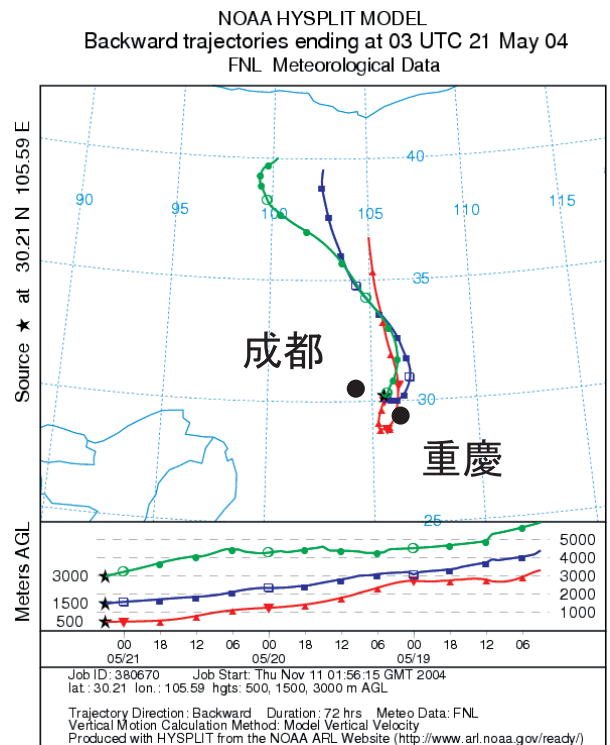 NOAA HYSPLIT MODEL
Backward trajectories ending at 03 UTC 21 May 04
FNL Meteorological Data
Source ★ at 30.21 N 105.59 E
40
90
95
100
105
110
115
35
成都
30
重慶
25
Meters AGL
5000
4000
3000 3000
1500 2000
500 1000
00 18 12 06 00 18 12 06 00 18 12 06
05/21 05/20 05/19
Job ID: 380670 Job Start: Thu Nov 11 01:56:15 GMT 2004
lat.: 30.21 lon.: 105.59 hgts: 500, 1500, 3000 m AGL
Trajectory Direction: Backward Duration: 72 hrs Meteo Data: FNL
Vertical Motion Calculation Method: Model Vertical Velocity
Produced with HYSPLIT from the NOAA ARL Website (http://www.arl.noaa.gov/ready/)